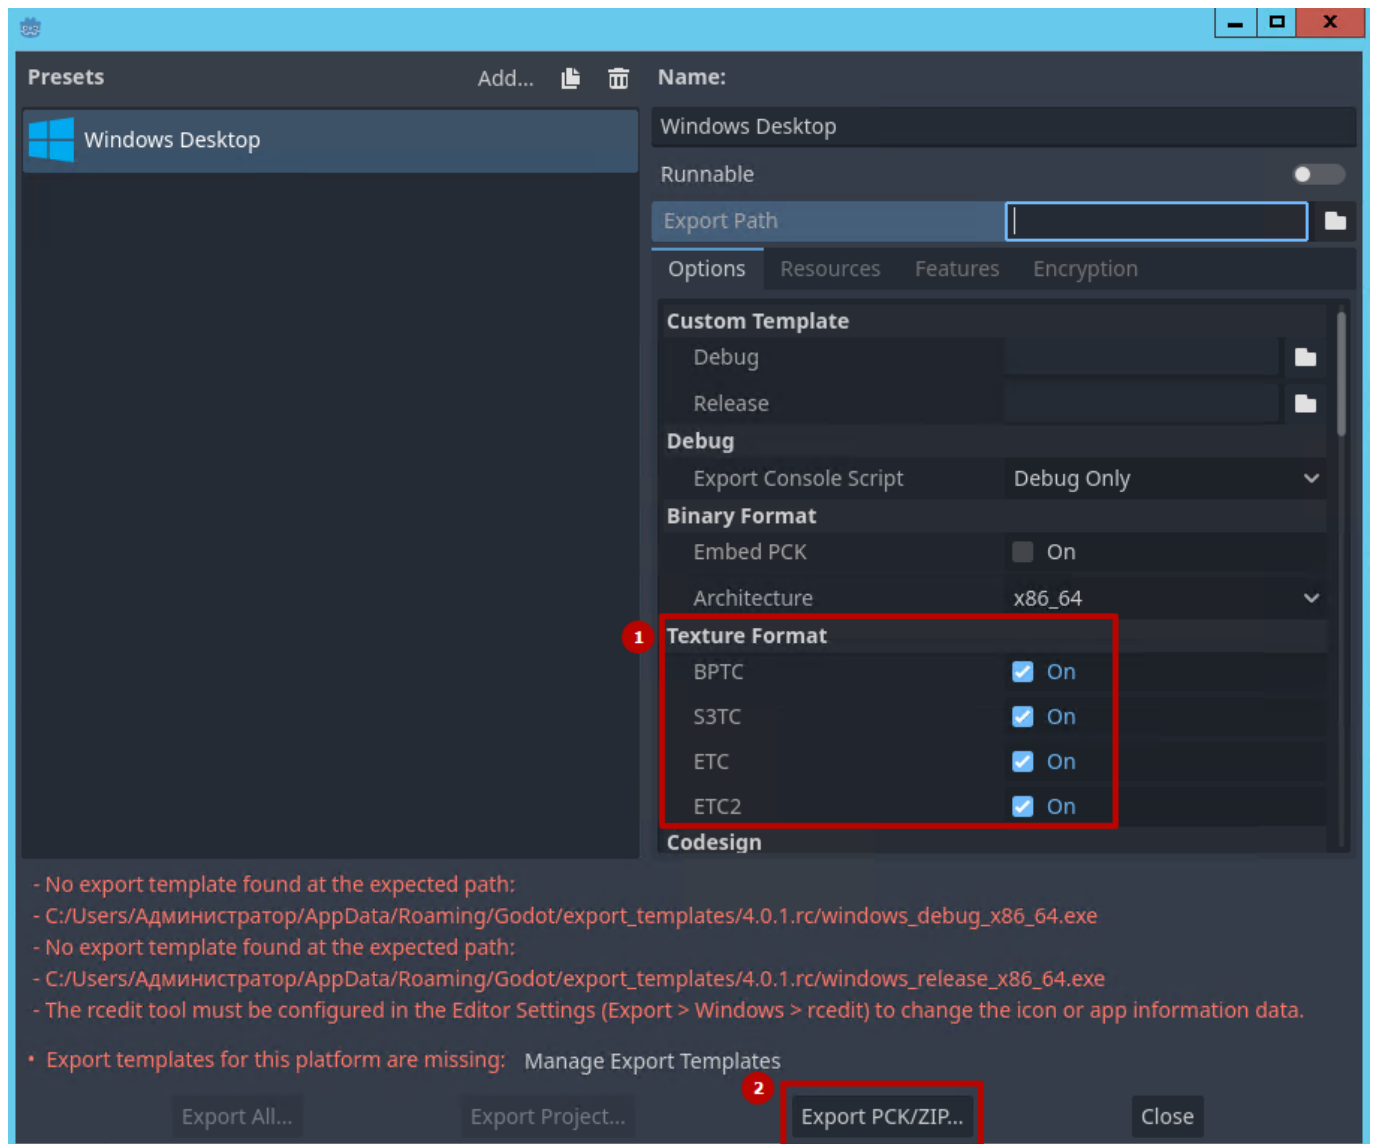 Presets Add... Name:
Windows Desktop
Windows Desktop
Runnable
Export Path
Options Resources Features Encryption
Custom Template
Debug
Release
Debug
Export Console Script Debug Only
Binary Format
Embed PCK On
Architecture x86_64
1 Texture Format
BPTC On
S3TC On
ETC On
ETC2 On
Codesign
- No export template found at the expected path:
- C:/Users/Администратор/AppData/Roaming/Godot/export_templates/4.0.1.rc/windows_debug_x86_64.exe
- No export template found at the expected path:
- C:/Users/Администратор/AppData/Roaming/Godot/export_templates/4.0.1.rc/windows_release_x86_64.exe
- The rcedit tool must be configured in the Editor Settings (Export > Windows > rcedit) to change the icon or app information data.
• Export templates for this platform are missing: Manage Export Templates
2
Export All... Export Project... Export PCK/ZIP... Close